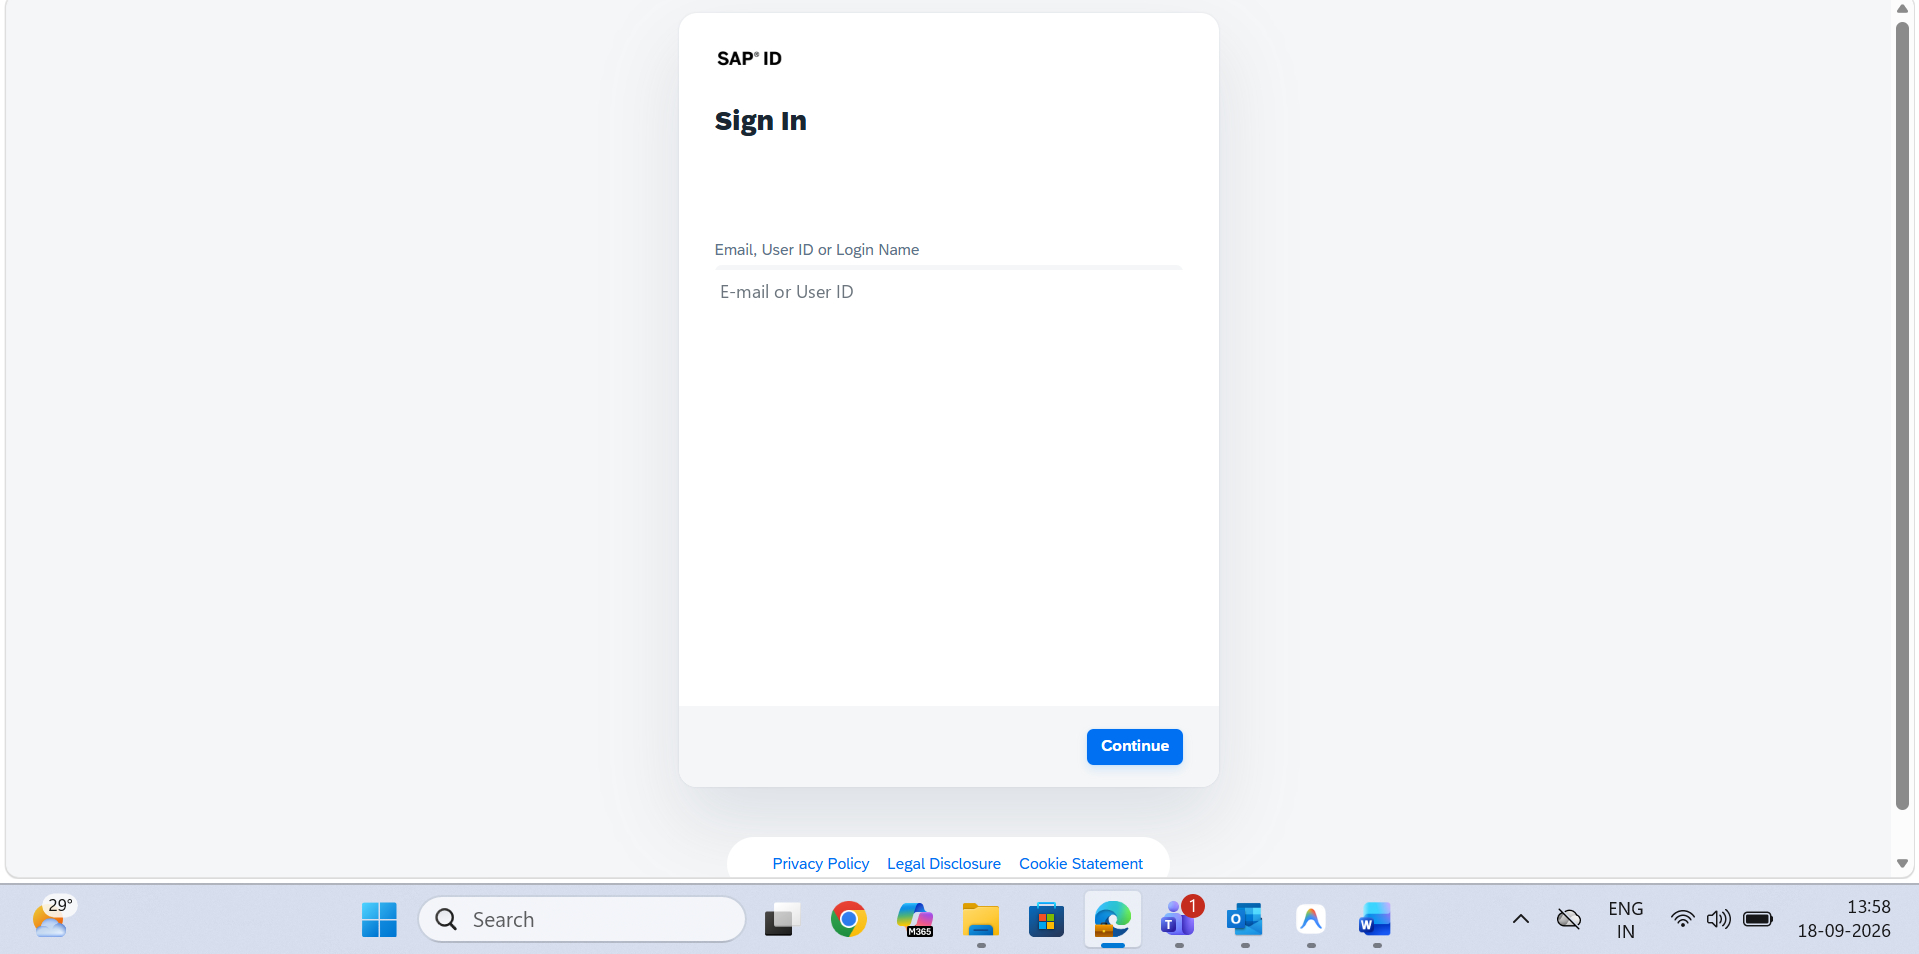 SAP® ID
Sign In
Email, User ID or Login Name
E-mail or User ID
Continue
Privacy Policy Legal Disclosure Cookie Statement
29°
Search
M365
1
T
O
W
ENG
IN
13:58
18-09-2026